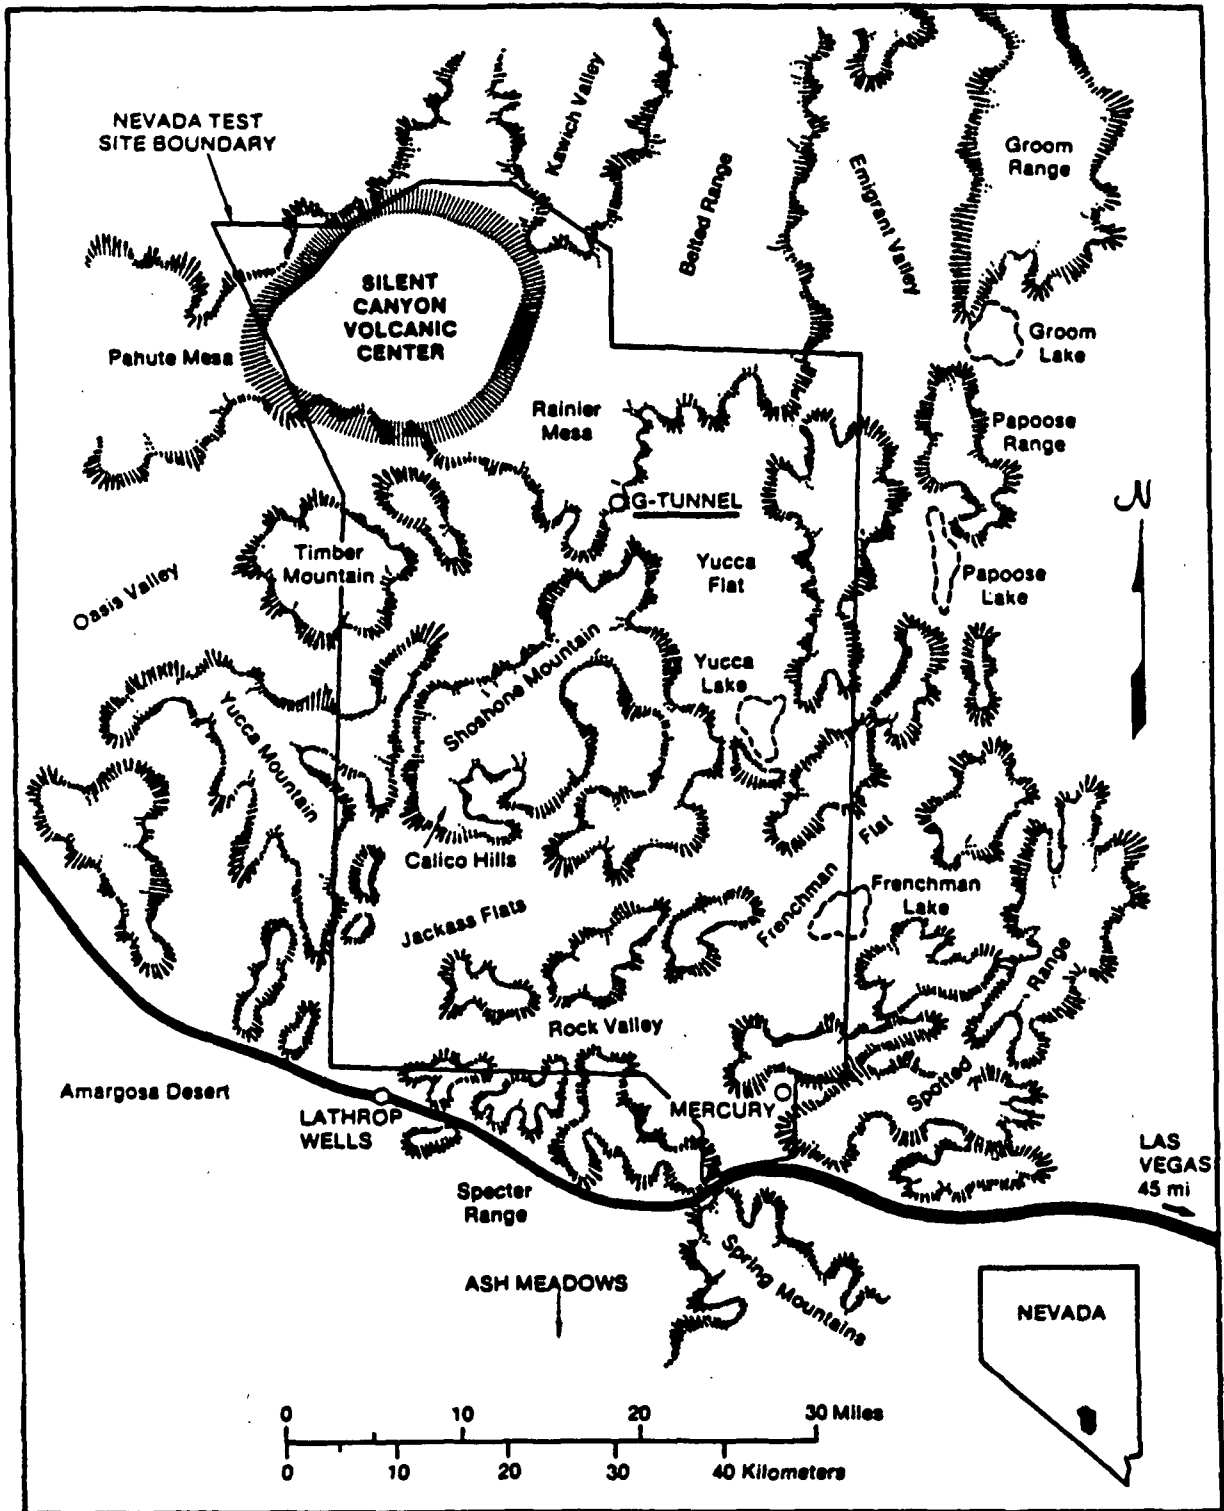 NEVADA TEST
SITE BOUNDARY
Kawich Valley
Belted Range
Emigrant Valley
Groom
Range
SILENT
CANYON
VOLCANIC
CENTER
Pahute Mesa
Groom
Lake
Rainier
Mesa
Papoose
Range
G-TUNNEL
N
Timber
Mountain
Yucca
Flat
Papoose
Lake
Oasis Valley
Shoshone Mountain
Yucca
Lake
Yucca Mountain
Calico Hills
Frenchman Flat
Frenchman
Lake
Jackass Flats
Rock Valley
Spotted Range
Amargosa Desert
LATHROP
WELLS
MERCURY
LAS
VEGAS
45 mi
Specter
Range
Spring Mountains
ASH MEADOWS
NEVADA
0 10 20 30 Miles
0 10 20 30 40 Kilometers